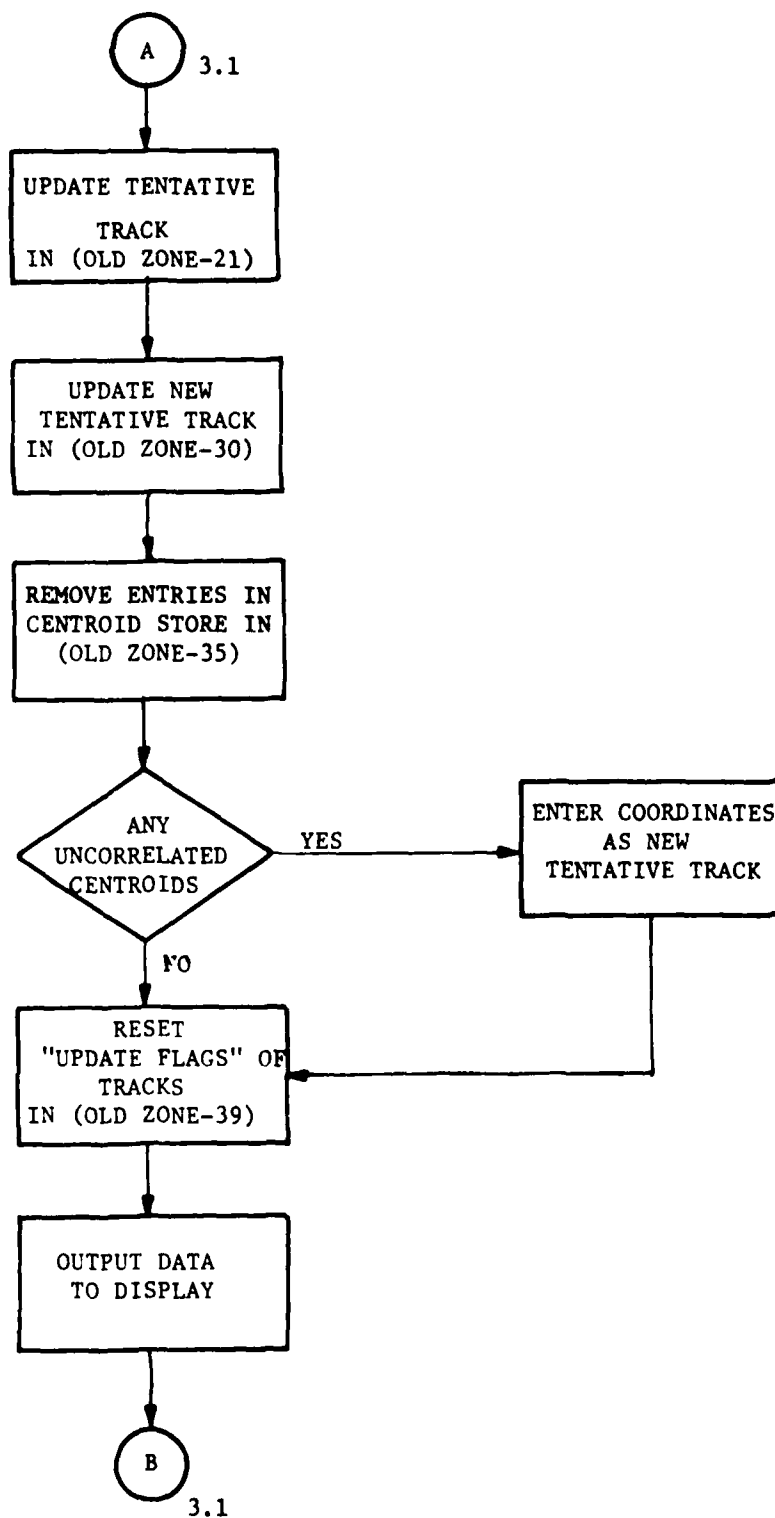 A
3.1
UPDATE TENTATIVE
TRACK
IN (OLD ZONE-21)
UPDATE NEW
TENTATIVE TRACK
IN (OLD ZONE-30)
REMOVE ENTRIES IN
CENTROID STORE IN
(OLD ZONE-35)
ANY
UNCORRELATED
CENTROIDS
YES
ENTER COORDINATES
AS NEW
TENTATIVE TRACK
NO
RESET
"UPDATE FLAGS" OF
TRACKS
IN (OLD ZONE-39)
OUTPUT DATA
TO DISPLAY
B
3.1